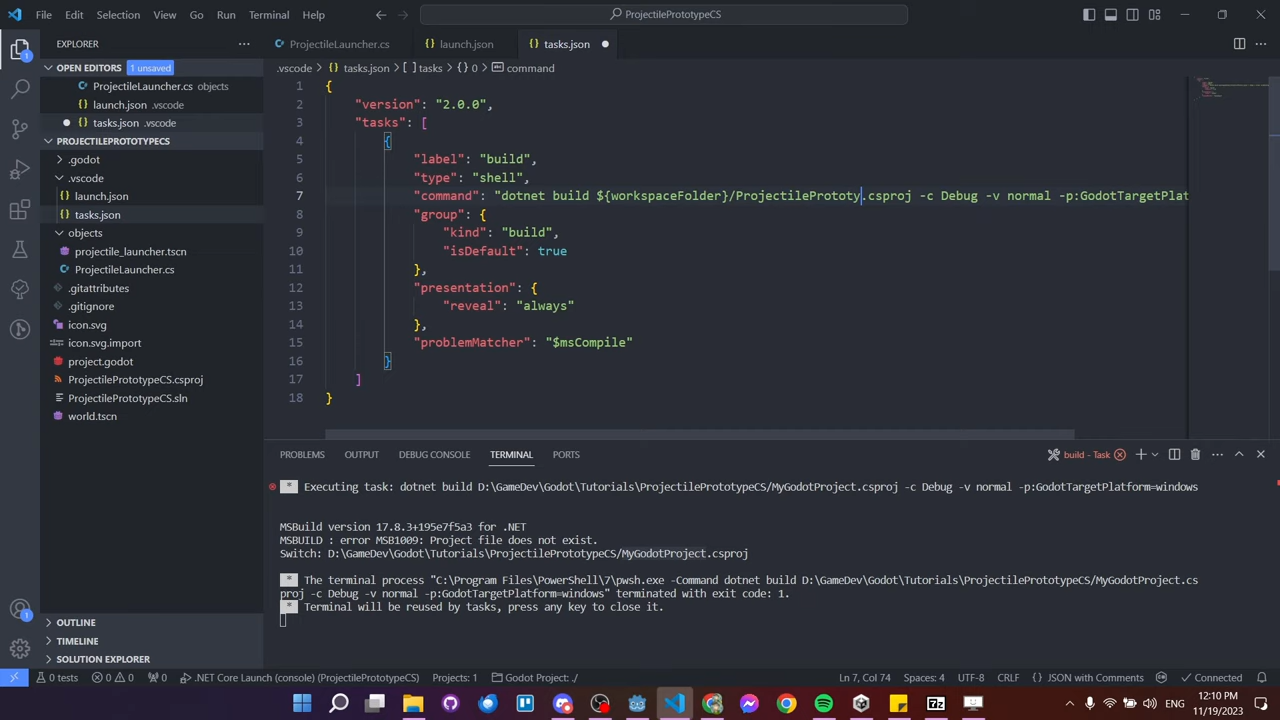 File Edit Selection View Go Run Terminal Help
ProjectilePrototypeCS
EXPLORER
ProjectileLauncher.cs launch.json tasks.json
OPEN EDITORS 1 unsaved
.vscode > tasks.json > [ ] tasks > {} 0 > command
ProjectileLauncher.cs objects
launch.json .vscode
tasks.json .vscode
PROJECTILEPROTOTYPECS
.godot
.vscode
launch.json
tasks.json
objects
projectile_launcher.tscn
ProjectileLauncher.cs
.gitattributes
.gitignore
icon.svg
icon.svg.import
project.godot
ProjectilePrototypeCS.csproj
ProjectilePrototypeCS.sln
world.tscn
OUTLINE
TIMELINE
SOLUTION EXPLORER
1 {
2 "version": "2.0.0",
3 "tasks": [
4 {
5 "label": "build",
6 "type": "shell",
7 "command": "dotnet build ${workspaceFolder}/ProjectilePrototy.csproj -c Debug -v normal -p:GodotTargetPlat
8 "group": {
9 "kind": "build",
10 "isDefault": true
11 },
12 "presentation": {
13 "reveal": "always"
14 },
15 "problemMatcher": "$msCompile"
16 }
17 ]
18 }
PROBLEMS OUTPUT DEBUG CONSOLE TERMINAL PORTS
build - Task
* Executing task: dotnet build D:\GameDev\Godot\Tutorials\ProjectilePrototypeCS/MyGodotProject.csproj -c Debug -v normal -p:GodotTargetPlatform=windows
MSBuild version 17.8.3+195e7f5a3 for .NET
MSBUILD : error MSB1009: Project file does not exist.
Switch: D:\GameDev\Godot\Tutorials\ProjectilePrototypeCS/MyGodotProject.csproj
* The terminal process "C:\Program Files\PowerShell\7\pwsh.exe -Command dotnet build D:\GameDev\Godot\Tutorials\ProjectilePrototypeCS/MyGodotProject.cs
proj -c Debug -v normal -p:GodotTargetPlatform=windows" terminated with exit code: 1.
* Terminal will be reused by tasks, press any key to close it.
0 tests 0 0 0 .NET Core Launch (console) (ProjectilePrototypeCS) Projects: 1 Godot Project: ./ Ln 7, Col 74 Spaces: 4 UTF-8 CRLF {} JSON with Comments Connected
ENG 12:10 PM
11/19/2023